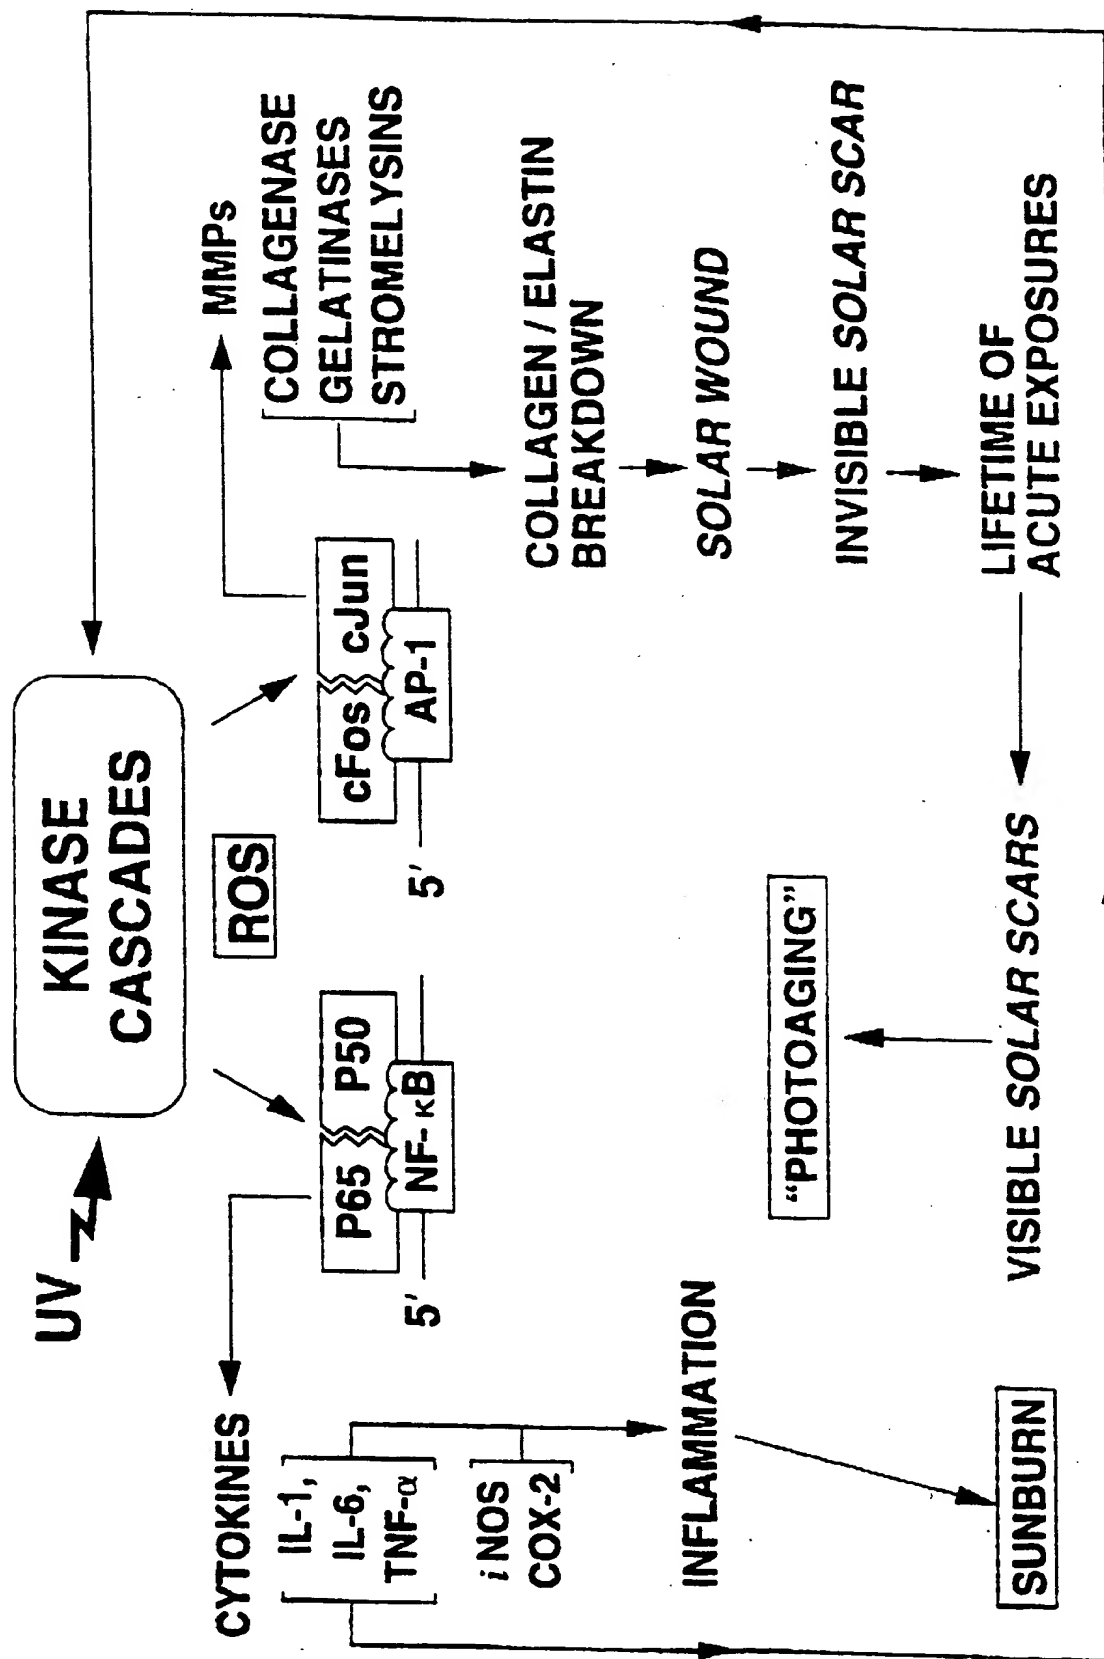 UV
KINASE
CASCADES
ROS
CYTOKINES
IL-1,
IL-6,
TNF-α
iNOS
COX-2
INFLAMMATION
SUNBURN
P65
P50
NF-κB
5′
cFos
cJun
AP-1
5′
MMPs
COLLAGENASE
GELATINASES
STROMELYSINS
COLLAGEN / ELASTIN
BREAKDOWN
SOLAR WOUND
INVISIBLE SOLAR SCAR
LIFETIME OF
ACUTE EXPOSURES
VISIBLE SOLAR SCARS
“PHOTOAGING”